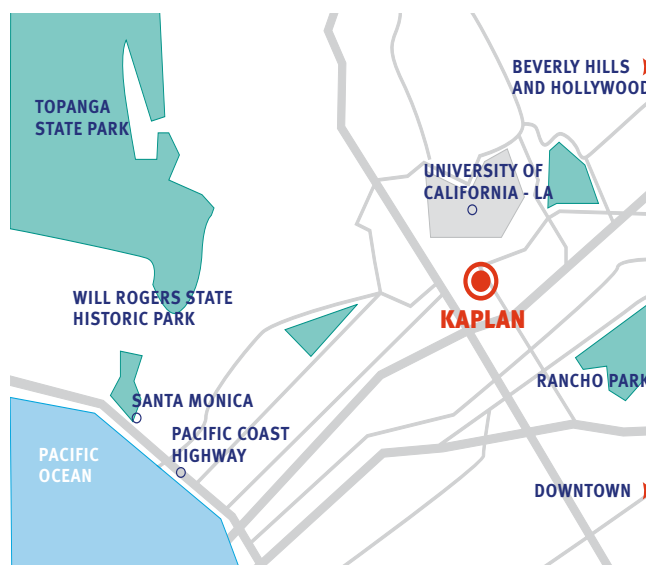 BEVERLY HILLS
AND HOLLYWOOD
TOPANGA
STATE PARK
UNIVERSITY OF
CALIFORNIA - LA
WILL ROGERS STATE
HISTORIC PARK
KAPLAN
RANCHO PARK
SANTA MONICA
PACIFIC COAST
HIGHWAY
PACIFIC
OCEAN
DOWNTOWN